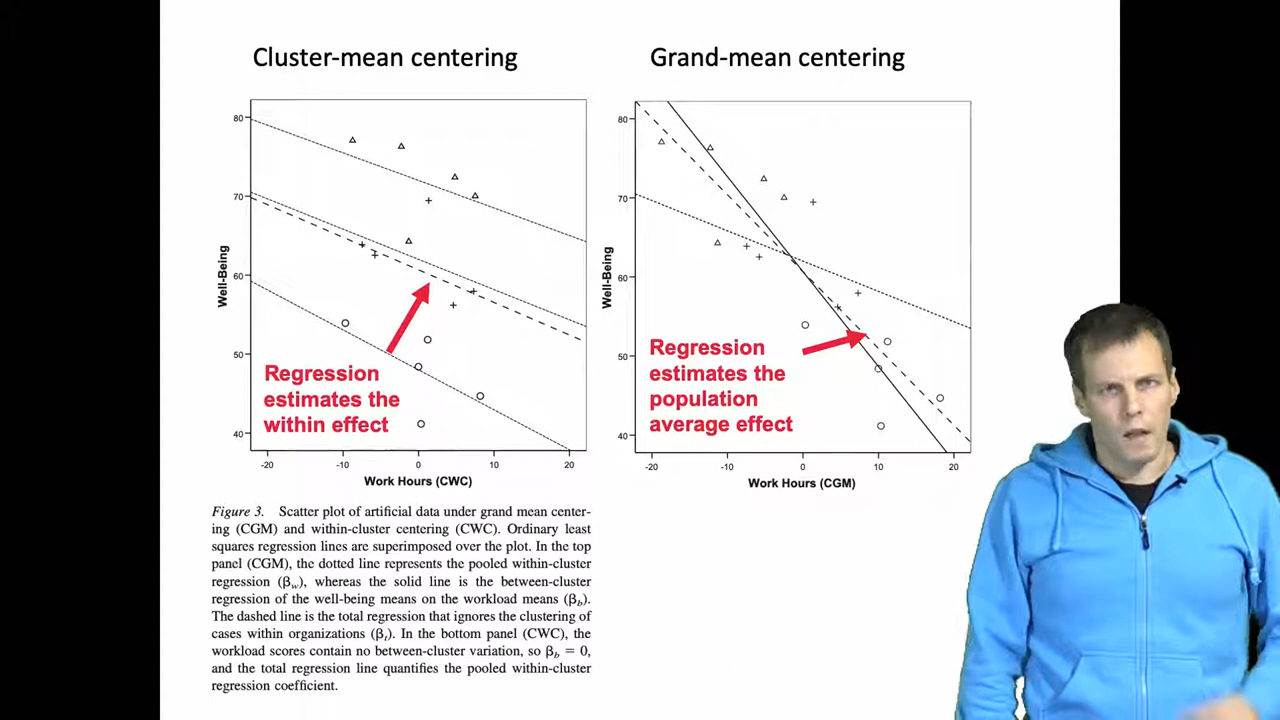 Cluster-mean centering
Grand-mean centering
80
70
60
50
40
Well-Being
-20
-10
0
10
20
Work Hours (CWC)
Regression
estimates the
within effect
80
70
60
50
40
Well-Being
-20
-10
0
10
20
Work Hours (CGM)
Regression
estimates the
population
average effect
Figure 3. Scatter plot of artificial data under grand mean center-
ing (CGM) and within-cluster centering (CWC). Ordinary least
squares regression lines are superimposed over the plot. In the top
panel (CGM), the dotted line represents the pooled within-cluster
regression (βw), whereas the solid line is the between-cluster
regression of the well-being means on the workload means (βb).
The dashed line is the total regression that ignores the clustering of
cases within organizations (βt). In the bottom panel (CWC), the
workload scores contain no between-cluster variation, so βb = 0,
and the total regression line quantifies the pooled within-cluster
regression coefficient.